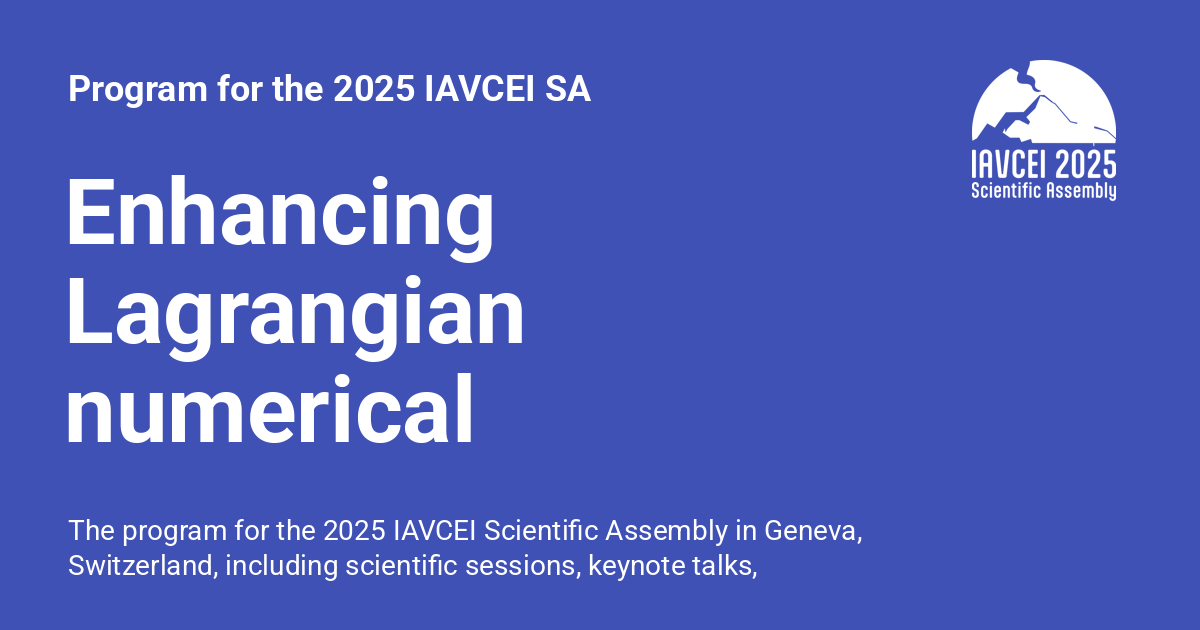 Program for the 2025 IAVCEI SA
IAVCEI 2025
Scientific Assembly
Enhancing
Lagrangian
numerical
The program for the 2025 IAVCEI Scientific Assembly in Geneva,
Switzerland, including scientific sessions, keynote talks,